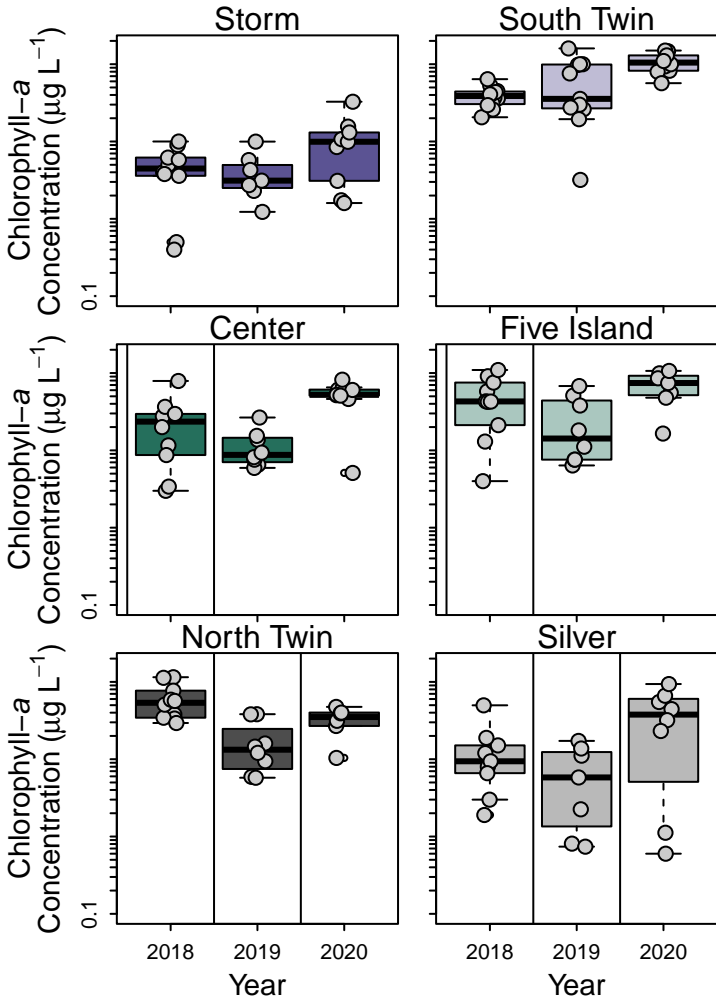 Storm
South Twin
Chlorophyll−a
Concentration (μg L−1)
0.1
Center
Five Island
Chlorophyll−a
Concentration (μg L−1)
0.1
North Twin
Silver
Chlorophyll−a
Concentration (μg L−1)
0.1
2018 2019 2020
2018 2019 2020
Year
Year